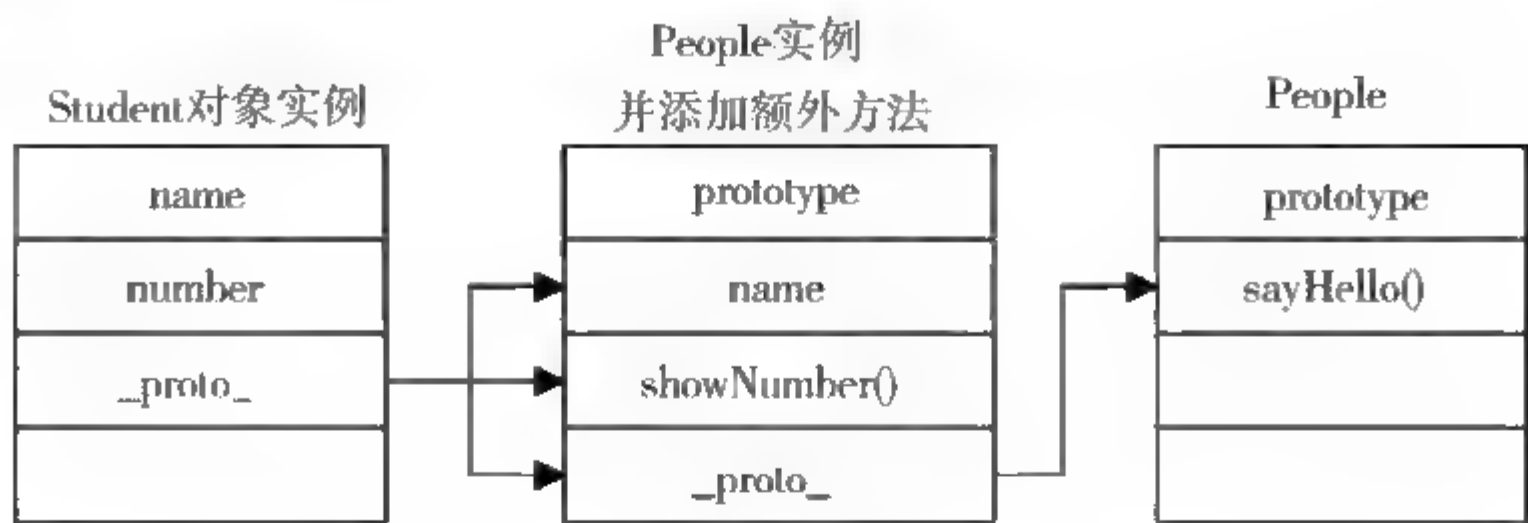 Student对象实例
name
number
_proto_
People实例
并添加额外方法
prototype
name
showNumber()
_proto_
People
prototype
sayHello()